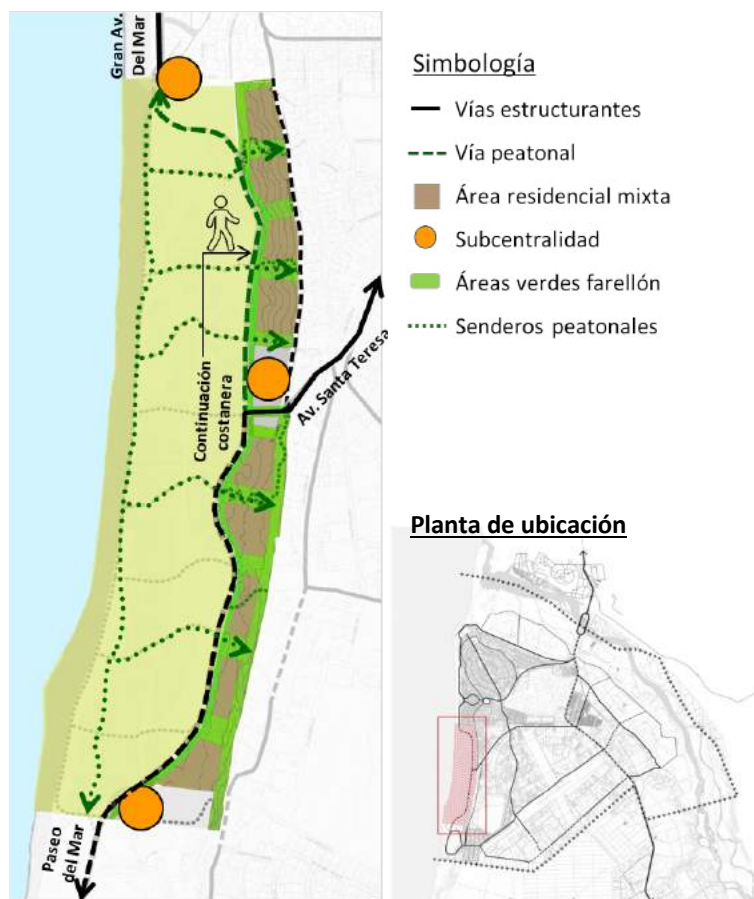 Gran Av.
Del Mar
Continuación
costanera
Av. Santa Teresa
Paseo
del Mar
Simbología
Vías estructurantes
Vía peatonal
Área residencial mixta
Subcentralidad
Áreas verdes farellón
Senderos peatonales
Planta de ubicación